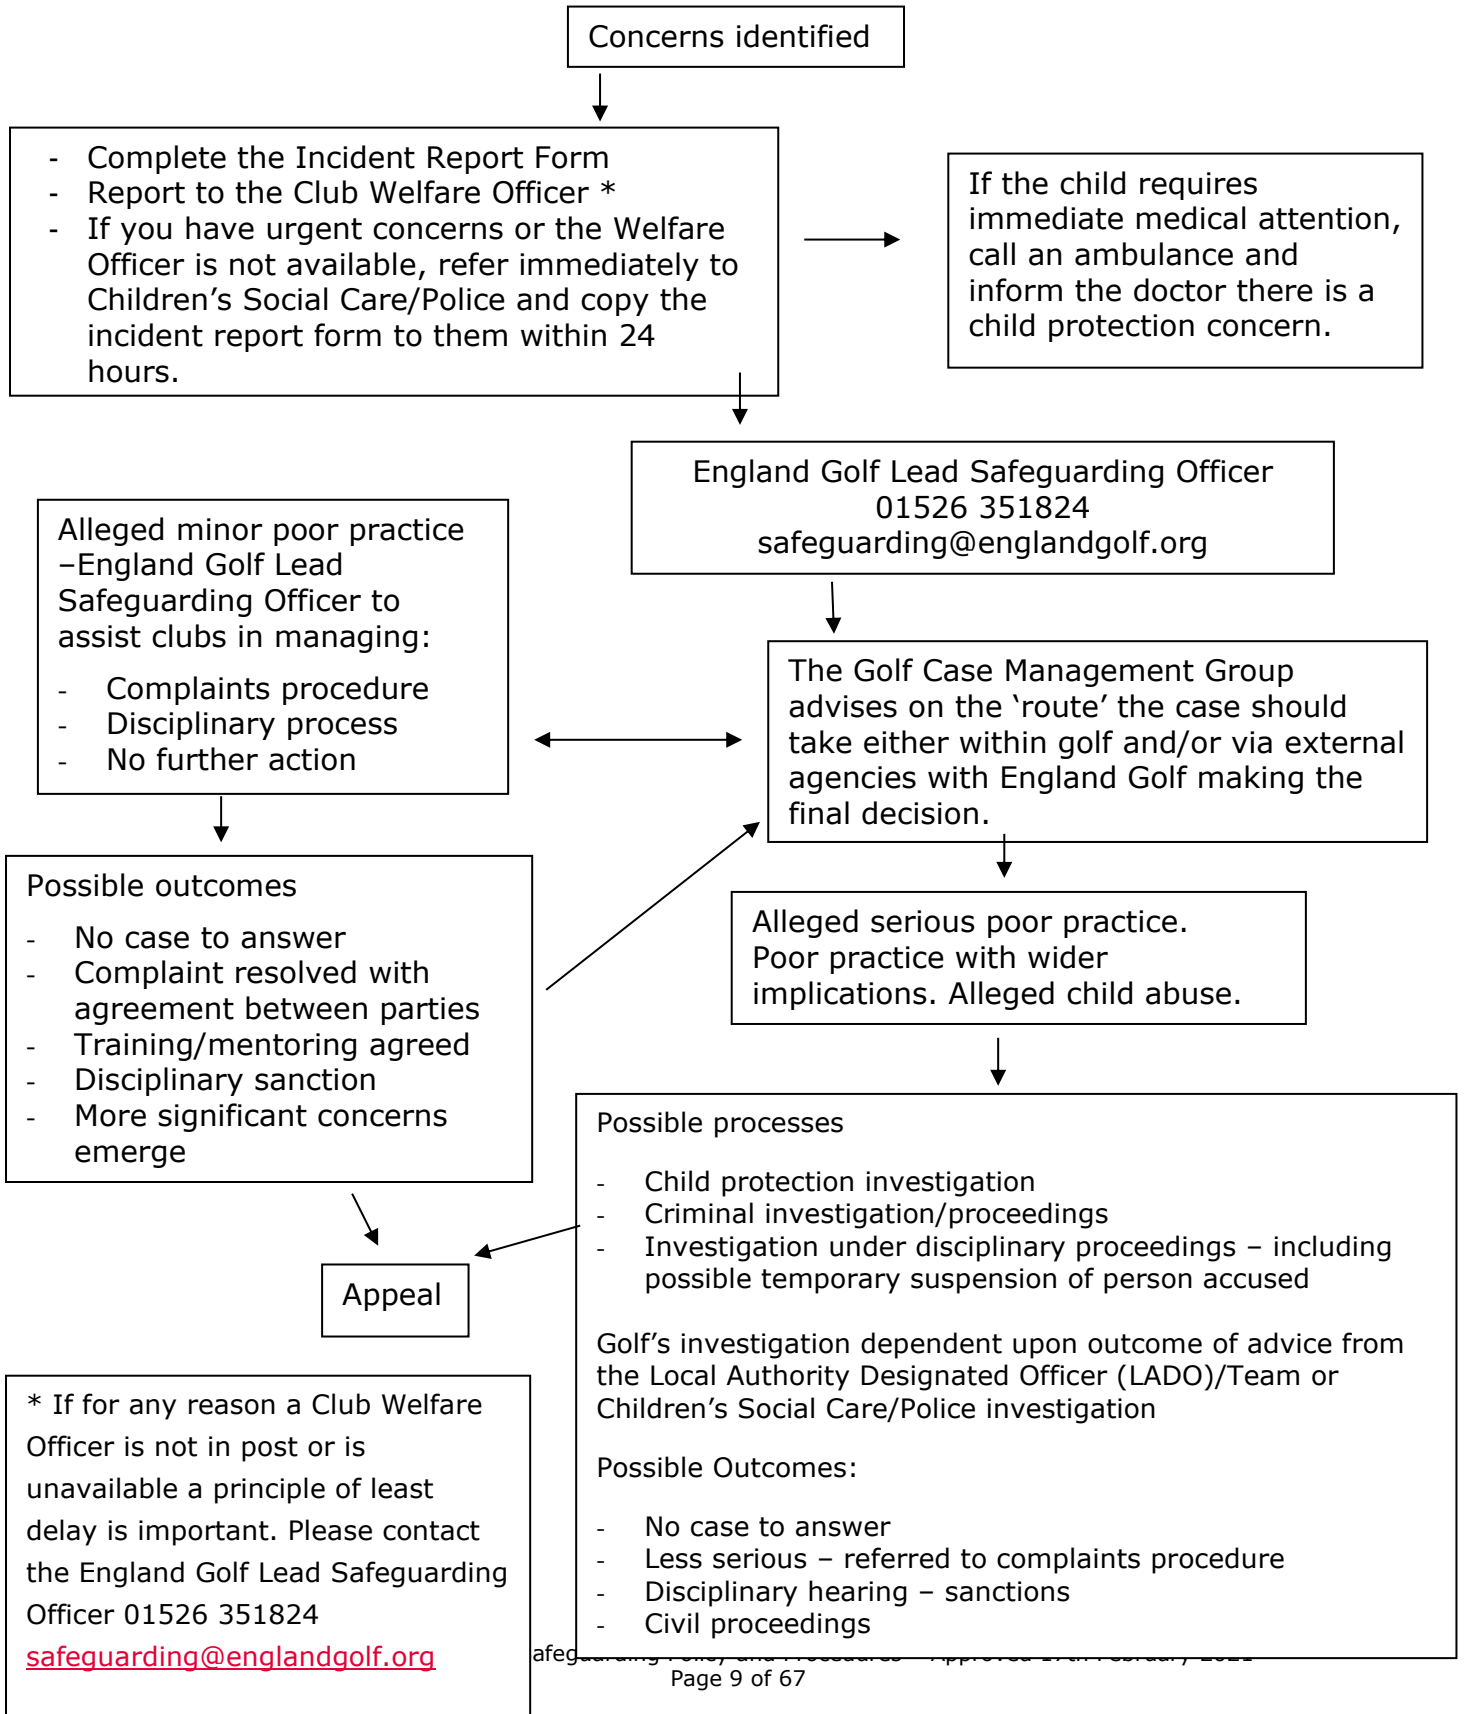 Concerns identified
- Complete the Incident Report Form
- Report to the Club Welfare Officer *
- If you have urgent concerns or the Welfare
Officer is not available, refer immediately to
Children’s Social Care/Police and copy the
incident report form to them within 24
hours.
If the child requires
immediate medical attention,
call an ambulance and
inform the doctor there is a
child protection concern.
England Golf Lead Safeguarding Officer
01526 351824
safeguarding@englandgolf.org
Alleged minor poor practice
–England Golf Lead
Safeguarding Officer to
assist clubs in managing:
- Complaints procedure
- Disciplinary process
- No further action
The Golf Case Management Group
advises on the ‘route’ the case should
take either within golf and/or via external
agencies with England Golf making the
final decision.
Possible outcomes
- No case to answer
- Complaint resolved with
agreement between parties
- Training/mentoring agreed
- Disciplinary sanction
- More significant concerns
emerge
Alleged serious poor practice.
Poor practice with wider
implications. Alleged child abuse.
Possible processes
- Child protection investigation
- Criminal investigation/proceedings
- Investigation under disciplinary proceedings – including
possible temporary suspension of person accused
Golf’s investigation dependent upon outcome of advice from
the Local Authority Designated Officer (LADO)/Team or
Children’s Social Care/Police investigation
Possible Outcomes:
- No case to answer
- Less serious – referred to complaints procedure
- Disciplinary hearing – sanctions
- Civil proceedings
Appeal
* If for any reason a Club Welfare
Officer is not in post or is
unavailable a principle of least
delay is important. Please contact
the England Golf Lead Safeguarding
Officer 01526 351824
safeguarding@englandgolf.org
Page 9 of 67